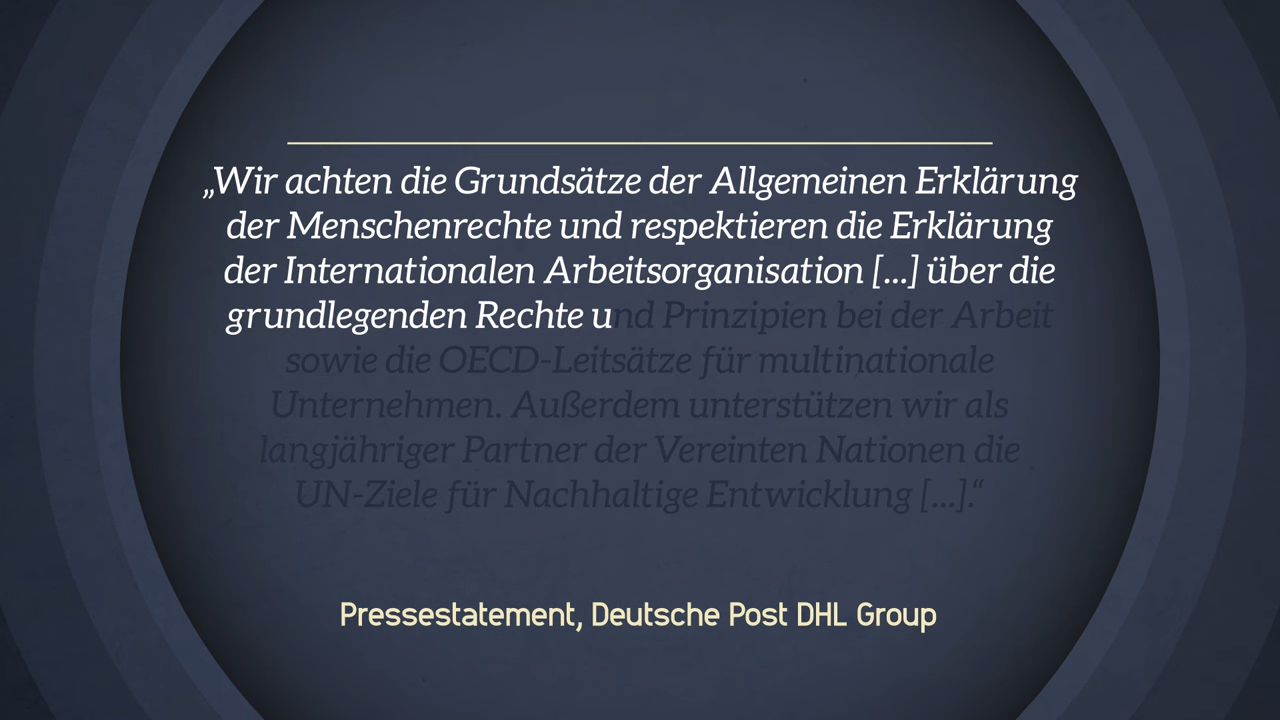 „Wir achten die Grundsätze der Allgemeinen Erklärung
der Menschenrechte und respektieren die Erklärung
der Internationalen Arbeitsorganisation [...] über die
grundlegenden Rechte und Prinzipien bei der Arbeit
sowie die OECD-Leitsätze für multinationale
Unternehmen. Außerdem unterstützen wir als
langjähriger Partner der Vereinten Nationen die
UN-Ziele für Nachhaltige Entwicklung [...].“
Pressestatement, Deutsche Post DHL Group